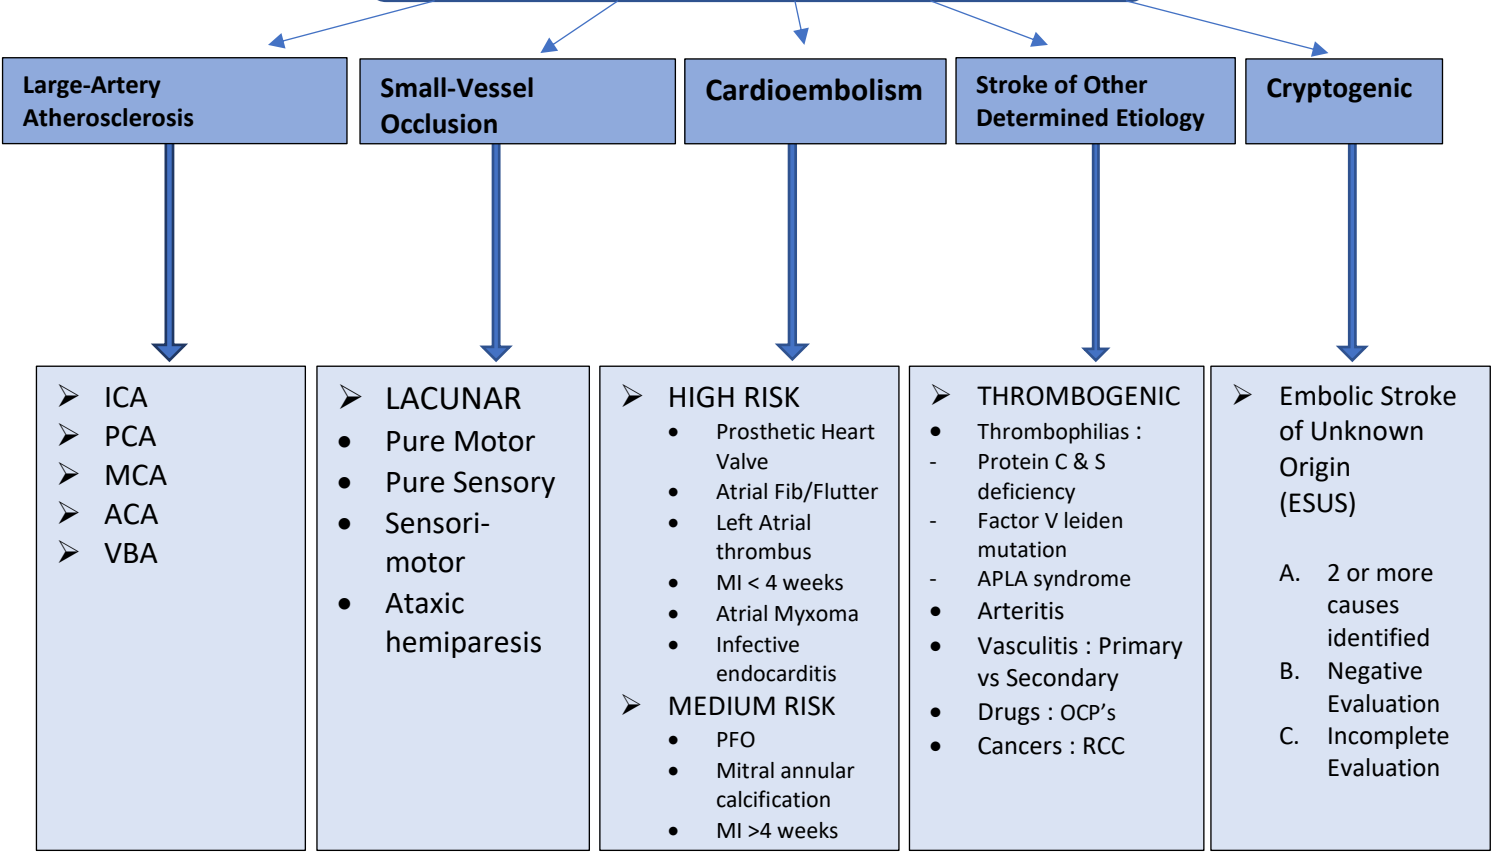 Large-Artery
Atherosclerosis
Small-Vessel
Occlusion
Cardioembolism
Stroke of Other
Determined Etiology
Cryptogenic
➢ ICA
➢ PCA
➢ MCA
➢ ACA
➢ VBA
➢ LACUNAR
• Pure Motor
• Pure Sensory
• Sensori-
motor
• Ataxic
hemiparesis
➢ HIGH RISK
• Prosthetic Heart
Valve
• Atrial Fib/Flutter
• Left Atrial
thrombus
• MI < 4 weeks
• Atrial Myxoma
• Infective
endocarditis
➢ MEDIUM RISK
• PFO
• Mitral annular
calcification
• MI >4 weeks
➢ THROMBOGENIC
• Thrombophilias :
- Protein C & S
deficiency
- Factor V leiden
mutation
- APLA syndrome
• Arteritis
• Vasculitis : Primary
vs Secondary
• Drugs : OCP's
• Cancers : RCC
➢ Embolic Stroke
of Unknown
Origin
(ESUS)
A. 2 or more
causes
identified
B. Negative
Evaluation
C. Incomplete
Evaluation